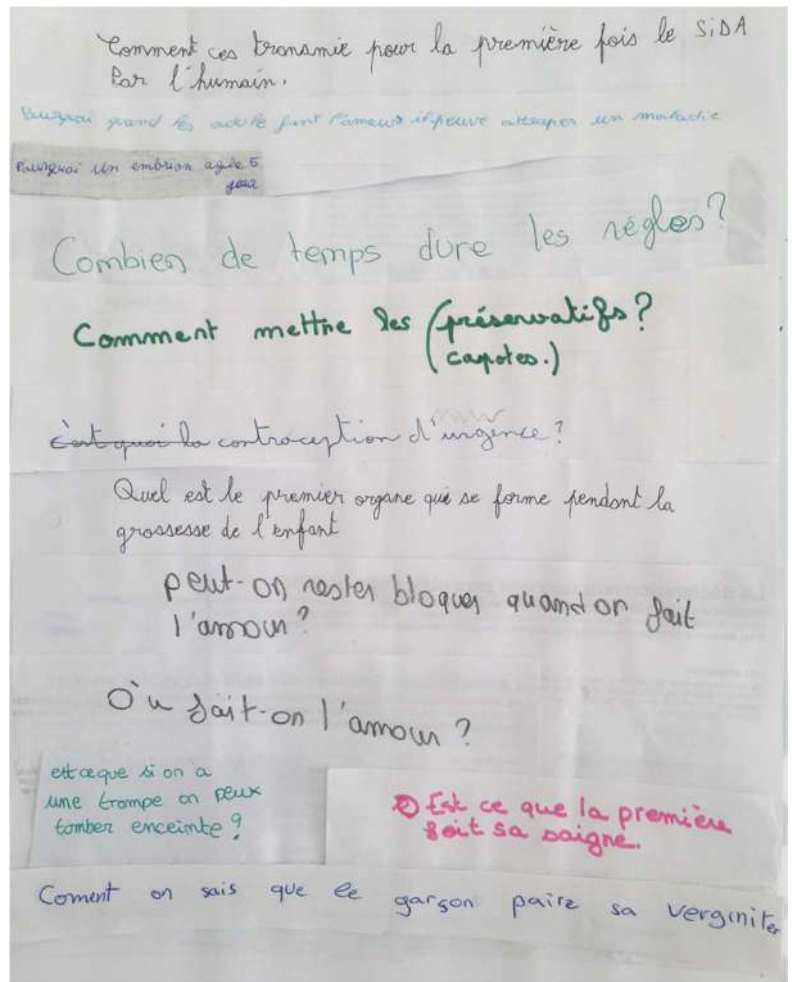 Comment ces transmie pour la première fois le SiDA
Par l'humain.
Pourquoi quand les adulte font l'amour il peuve attraper un maladie
Pourquoi un embrion agée 5
jour
Combien de temps dure les règles?
Comment mettre les (préservatifs?
(capotes.)
c'est quoi la contraception d'urgence?
Quel est le premier organe qui se forme pendant la
grossesse de l'enfant
peut-on rester bloquer quand on fait
l'amour?
Où fait-on l'amour?
est ce que si on a
une trompe on peux
tomber enceinte?
Est ce que la première
foit sa saigne.
Coment on sais que le garçon paire sa verginiter